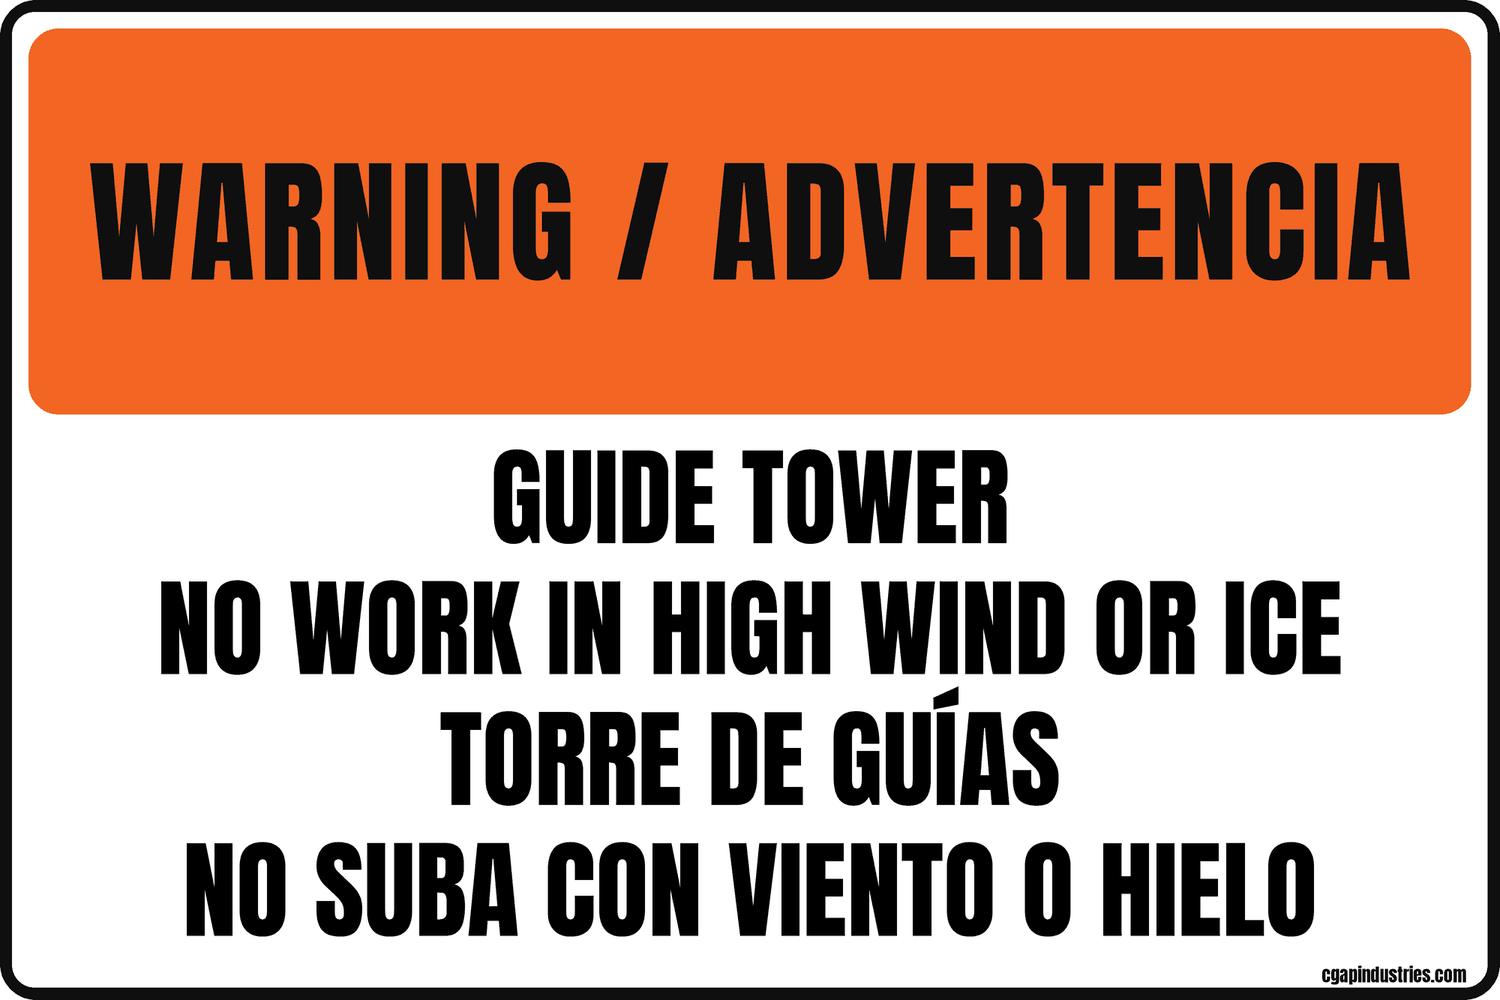 WARNING / ADVERTENCIA
GUIDE TOWER
NO WORK IN HIGH WIND OR ICE
TORRE DE GUÍAS
NO SUBA CON VIENTO O HIELO
cgapindustries.com